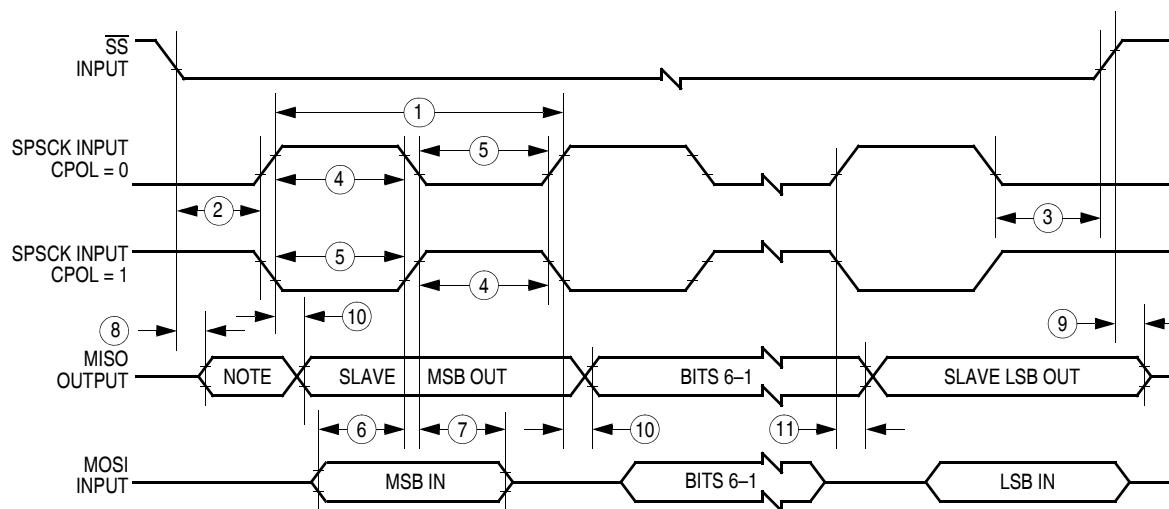 SS
INPUT
1
SPSCK INPUT
CPOL = 0
5
4
2
3
SPSCK INPUT
CPOL = 1
5
4
8
10
9
MISO
OUTPUT
NOTE
SLAVE MSB OUT
BITS 6–1
SLAVE LSB OUT
6
7
10
11
MOSI
INPUT
MSB IN
BITS 6–1
LSB IN